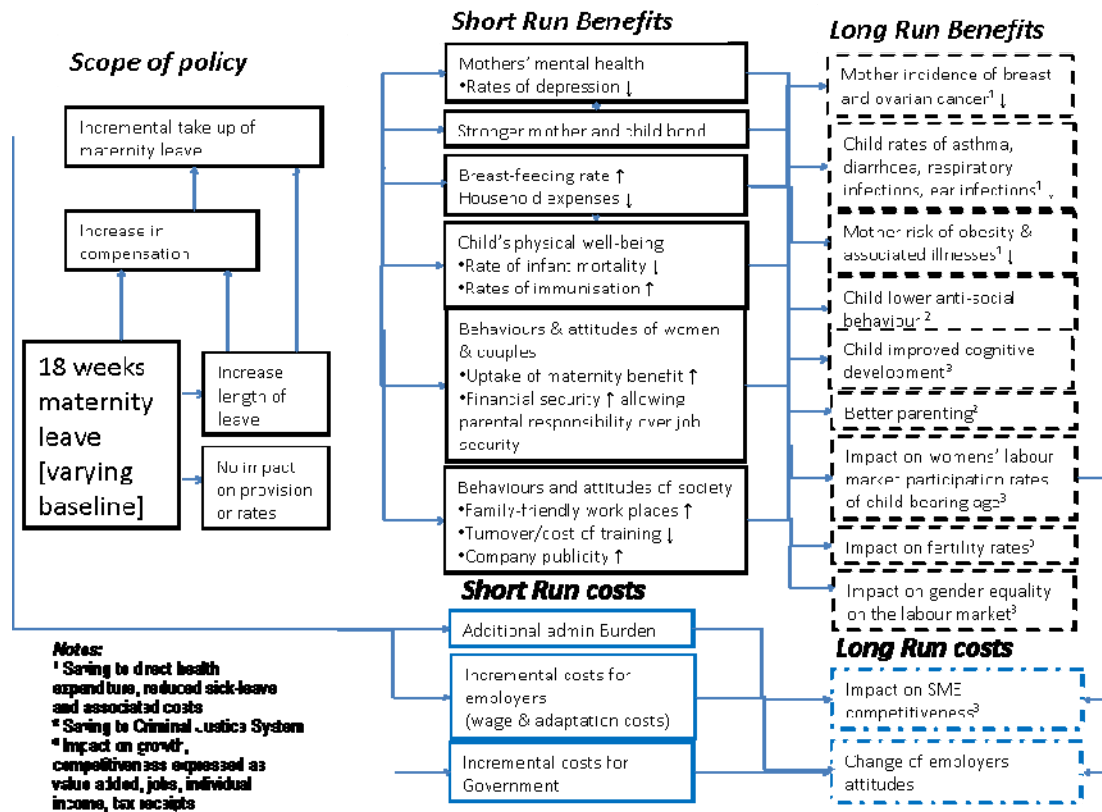 Scope of policy
Incremental take up of
maternity leave
Increase in
compensation
18 weeks
maternity
leave
[varying
baseline]
Increase
length of
leave
No impact
on provision
or rates
Short Run Benefits
Mothers' mental health
•Rates of depression ↓
Stronger mother and child bond
Breast-feeding rate ↑
Household expenses ↓
Child's physical well-being
•Rate of infant mortality ↓
•Rates of immunisation ↑
Behaviours & attitudes of women
& couples
•Uptake of maternity benefit ↑
•Financial security ↑ allowing
parental responsibility over job
security
Behaviours and attitudes of society
•Family-friendly work places ↑
•Turnover/cost of training ↓
•Company publicity ↑
Long Run Benefits
Mother incidence of breast
and ovarian cancer¹ ↓
Child rates of asthma,
diarrhoea, respiratory
infections, ear infections¹ ↓
Mother risk of obesity &
associated illnesses¹ ↓
Child lower anti-social
behaviour²
Child improved cognitive
development³
Better parenting²
Impact on womens' labour
market participation rates
of child bearing age³
Impact on fertility rates³
Impact on gender equality
on the labour market³
Short Run costs
Additional admin Burden
Incremental costs for
employers
(wage & adaptation costs)
Incremental costs for
Government
Long Run costs
Impact on SME
competitiveness³
Change of employers
attitudes
Notes:
¹ Saving to direct health
expenditure, reduced sick-leave
and associated costs
² Saving to Criminal Justice System
³ Impact on growth,
competitiveness expressed as
value added, jobs, individual
income, tax receipts